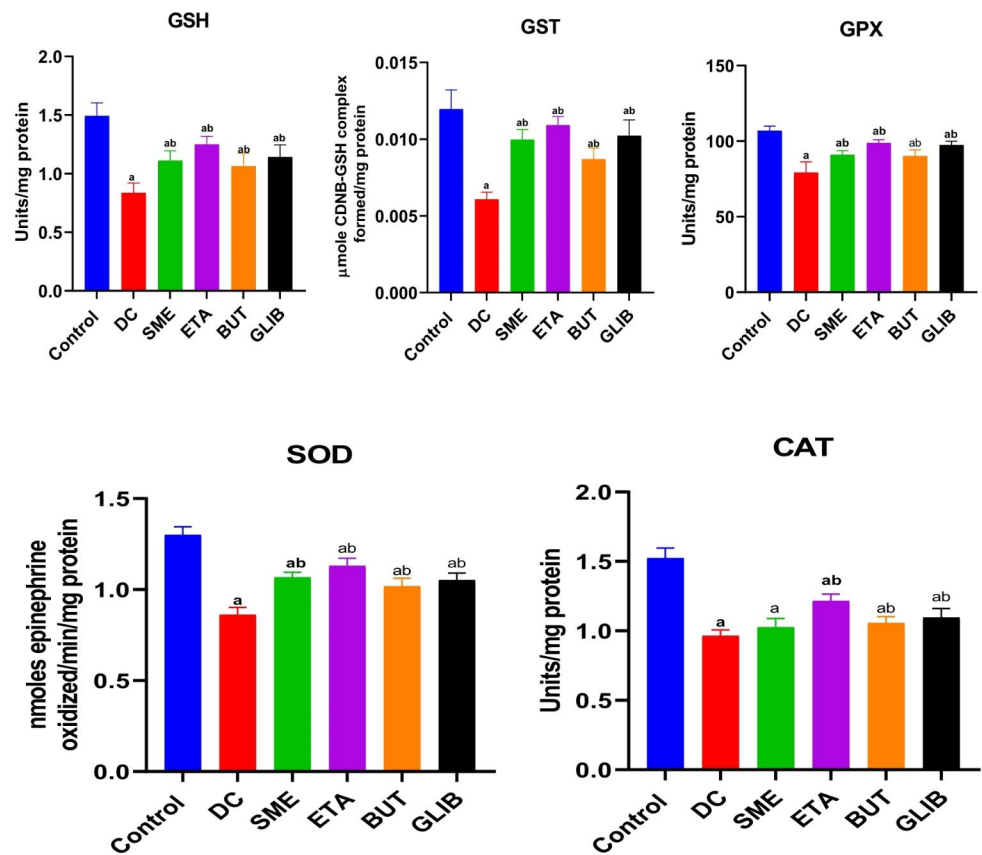 GSH
Units/mg protein
2.0
1.5
1.0
0.5
0.0
a
ab
ab
ab
ab
Control
DC
SME
ETA
BUT
GLIB
GST
μmole CDNB-GSH complex
formed/mg protein
0.015
0.010
0.005
0.000
a
ab
ab
ab
ab
Control
DC
SME
ETA
BUT
GLIB
GPX
Units/mg protein
150
100
50
0
a
ab
ab
ab
ab
Control
DC
SME
ETA
BUT
GLIB
SOD
nmoles epinephrine
oxidized/min/mg protein
1.5
1.0
0.5
0.0
a
ab
ab
ab
ab
Control
DC
SME
ETA
BUT
GLIB
CAT
Units/mg protein
2.0
1.5
1.0
0.5
0.0
a
a
ab
ab
ab
Control
DC
SME
ETA
BUT
GLIB